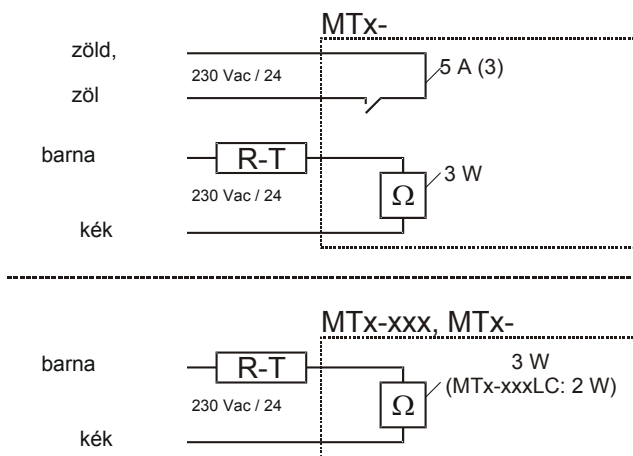 MTx-
zöld,
230 Vac / 24
5 A (3)
zöl
barna
R-T
3 W
230 Vac / 24
Ω
kék
MTx-xxx, MTx-
barna
R-T
3 W
(MTx-xxxLC: 2 W)
230 Vac / 24
Ω
kék